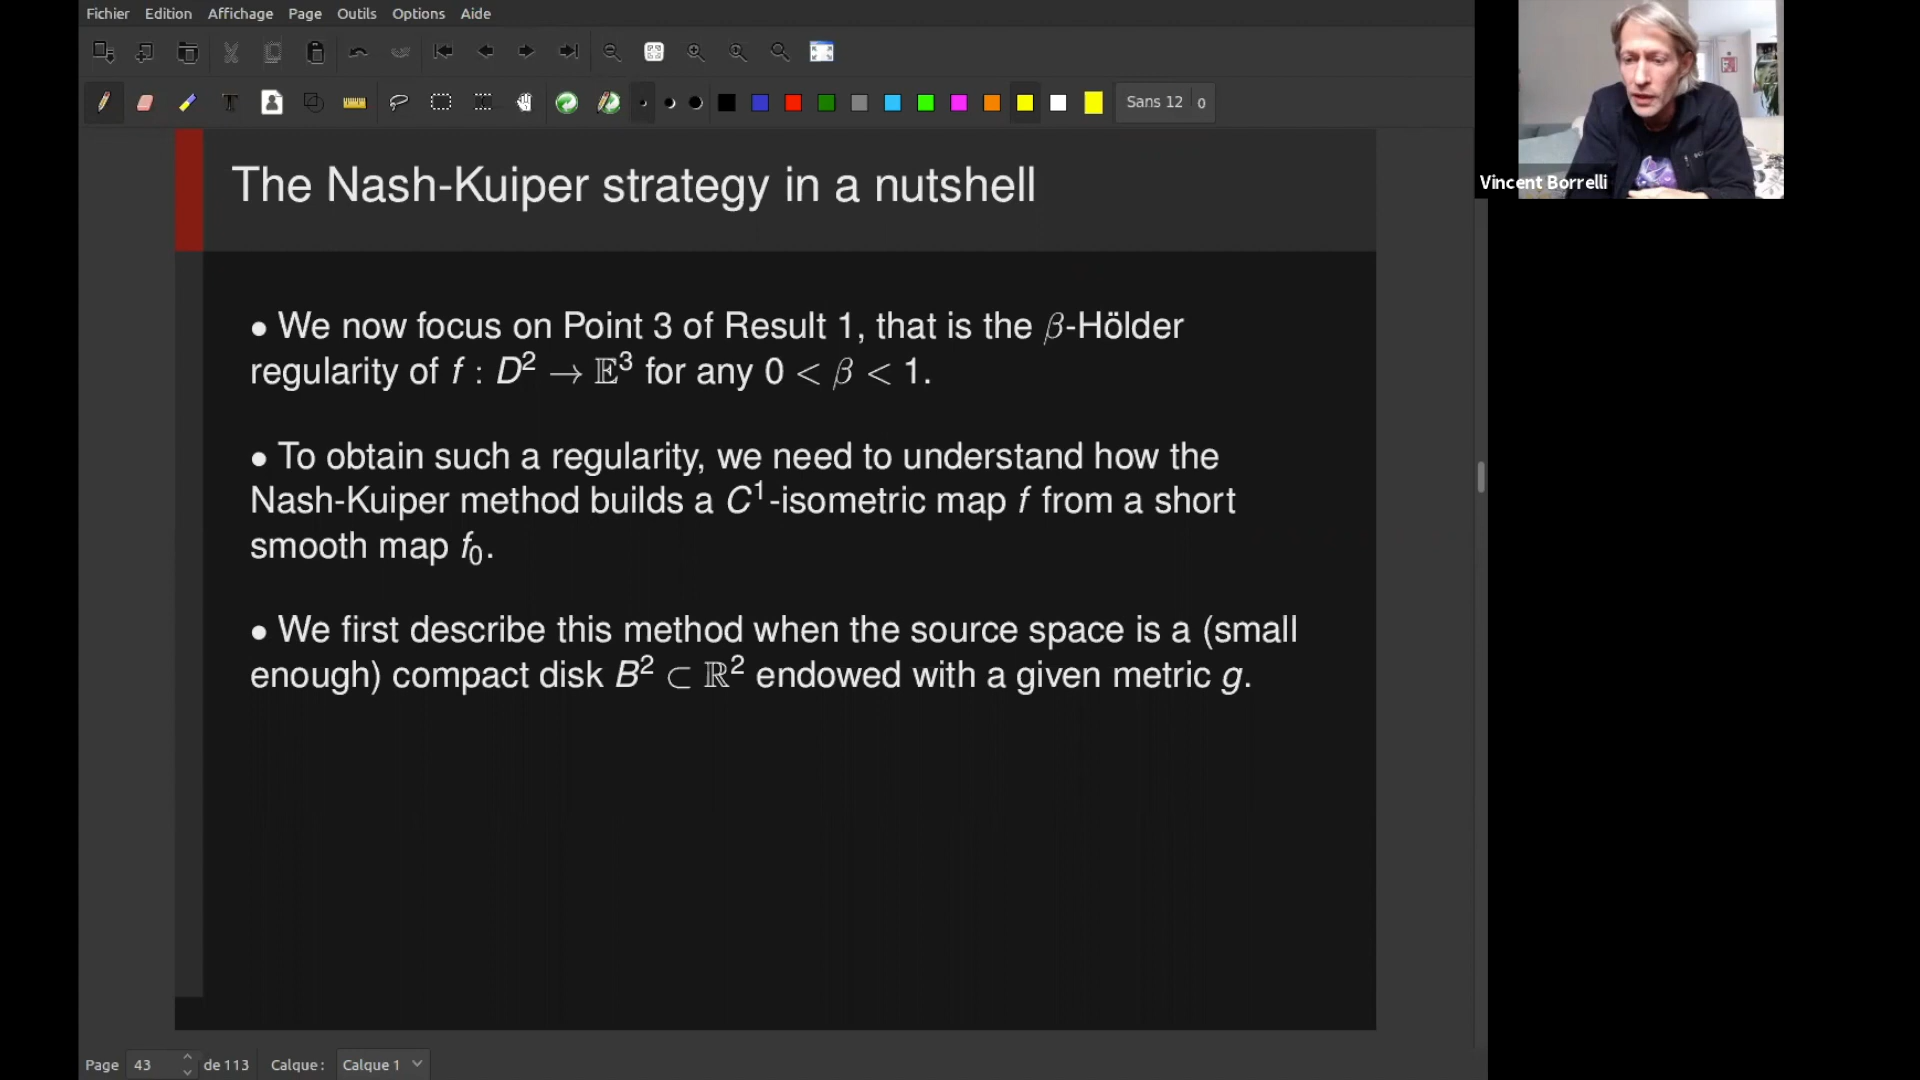 Fichier Edition Affichage Page Outils Options Aide
Sans 12
Vincent Borrelli
The Nash-Kuiper strategy in a nutshell
• We now focus on Point 3 of Result 1, that is the β-Hölder
regularity of f : D² → 𝔼³ for any 0 < β < 1.
• To obtain such a regularity, we need to understand how the
Nash-Kuiper method builds a C¹-isometric map f from a short
smooth map f₀.
• We first describe this method when the source space is a (small
enough) compact disk B² ⊂ ℝ² endowed with a given metric g.
Page 43 de 113 Calque : Calque 1